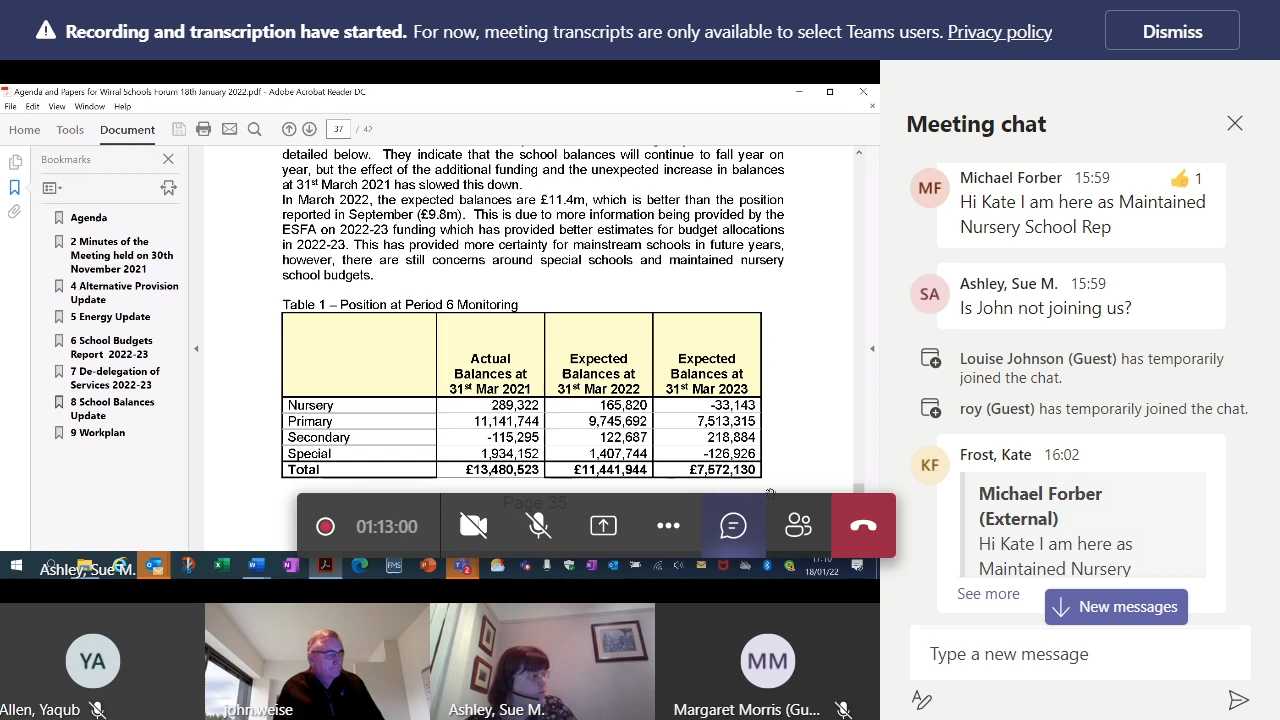 Recording and transcription have started. For now, meeting transcripts are only available to select Teams users. Privacy policy
Dismiss
Agenda and Papers for Wirral Schools Forum 18th January 2022.pdf - Adobe Acrobat Reader DC
File Edit View Window Help
Home Tools Document 37 / 42
Bookmarks
Agenda
2 Minutes of the
Meeting held on 30th
November 2021
4 Alternative Provision
Update
5 Energy Update
6 School Budgets
Report 2022-23
7 De-delegation of
Services 2022-23
8 School Balances
Update
9 Workplan
detailed below. They indicate that the school balances will continue to fall year on
year, but the effect of the additional funding and the unexpected increase in balances
at 31st March 2021 has slowed this down.
In March 2022, the expected balances are £11.4m, which is better than the position
reported in September (£9.8m). This is due to more information being provided by the
ESFA on 2022-23 funding which has provided better estimates for budget allocations
in 2022-23. This has provided more certainty for mainstream schools in future years,
however, there are still concerns around special schools and maintained nursery
school budgets.
Table 1 – Position at Period 6 Monitoring
Actual Balances at 31st Mar 2021 Expected Balances at 31st Mar 2022 Expected Balances at 31st Mar 2023
Nursery 289,322 165,820 -33,143
Primary 11,141,744 9,745,692 7,513,315
Secondary -115,295 122,687 218,884
Special 1,934,152 1,407,744 -126,926
Total £13,480,523 £11,441,944 £7,572,130
Page 35
01:13:00
Ashley, Sue M.
17:10
18/01/22
YA
Allen, Yaqub
john.weise
Ashley, Sue M.
MM
Margaret Morris (Gu...
Meeting chat
MF
Michael Forber 15:59
1
Hi Kate I am here as Maintained
Nursery School Rep
SA
Ashley, Sue M. 15:59
Is John not joining us?
Louise Johnson (Guest) has temporarily
joined the chat.
roy (Guest) has temporarily joined the chat.
KF
Frost, Kate 16:02
Michael Forber
(External)
Hi Kate I am here as
Maintained Nursery
See more
New messages
Type a new message